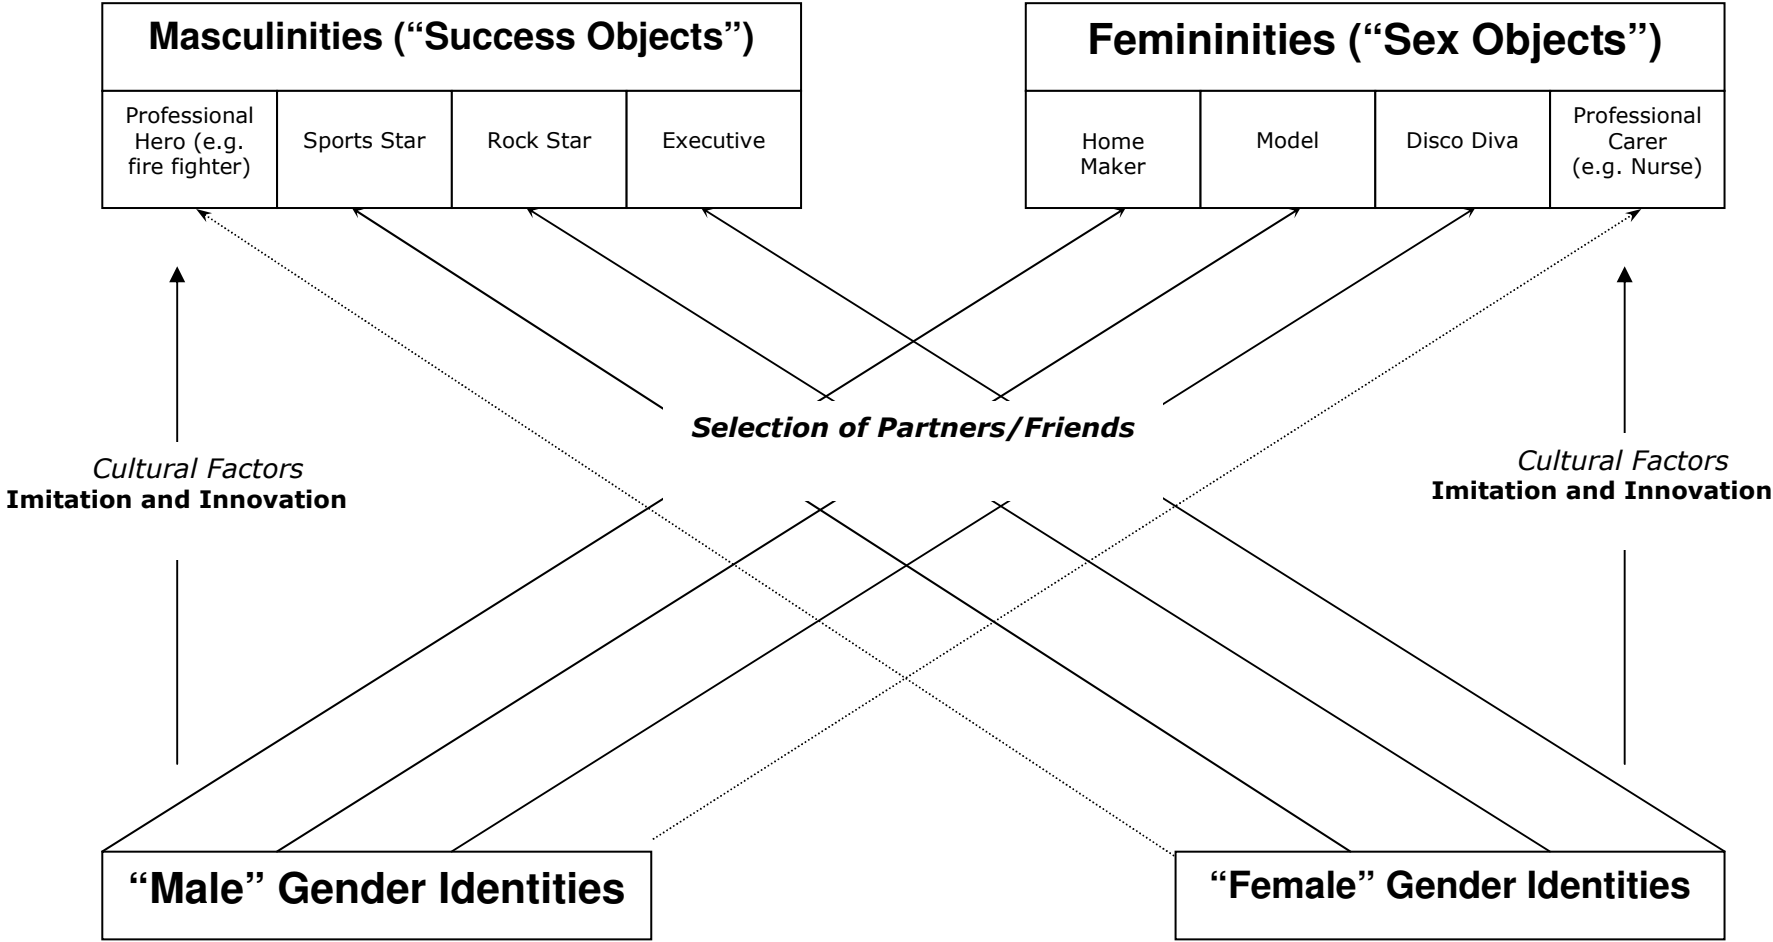 Masculinities (“Success Objects”)
Femininities (“Sex Objects”)
Professional
Hero (e.g.
fire fighter)
Sports Star
Rock Star
Executive
Home
Maker
Model
Disco Diva
Professional
Carer
(e.g. Nurse)
Selection of Partners/Friends
Cultural Factors
Imitation and Innovation
Cultural Factors
Imitation and Innovation
“Male” Gender Identities
“Female” Gender Identities